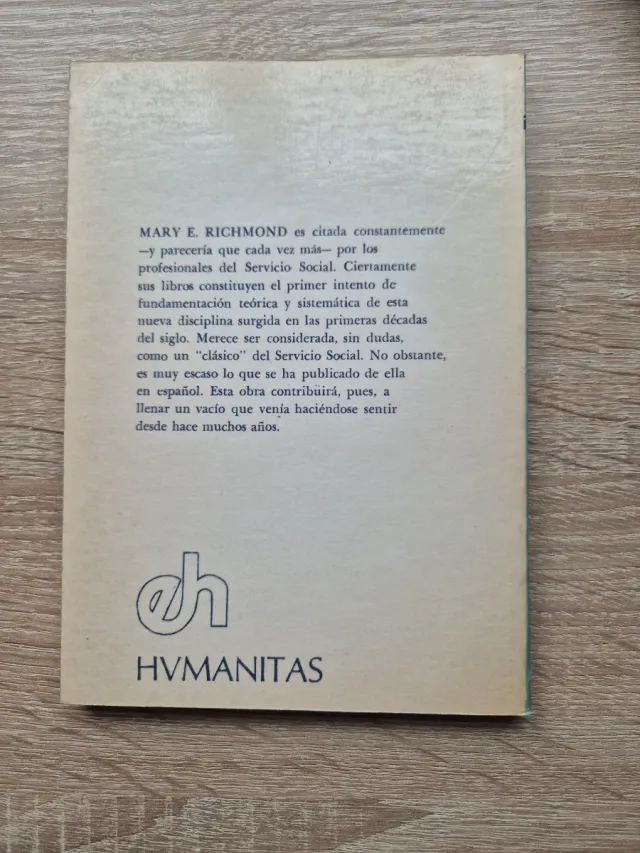 MARY E. RICHMOND es citada constantemente
—y parecería que cada vez más— por los
profesionales del Servicio Social. Ciertamente
sus libros constituyen el primer intento de
fundamentación teórica y sistemática de esta
nueva disciplina surgida en las primeras décadas
del siglo. Merece ser considerada, sin dudas,
como un "clásico" del Servicio Social. No obstante,
es muy escaso lo que se ha publicado de ella
en español. Esta obra contribuirá, pues, a
llenar un vacío que venía haciéndose sentir
desde hace muchos años.
eh
HVMANITAS